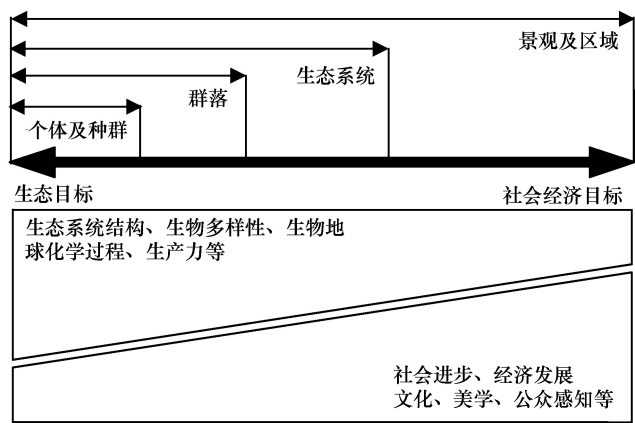 景观及区域
生态系统
群落
个体及种群
生态目标
社会经济目标
生态系统结构、生物多样性、生物地
球化学过程、生产力等
社会进步、经济发展
文化、美学、公众感知等